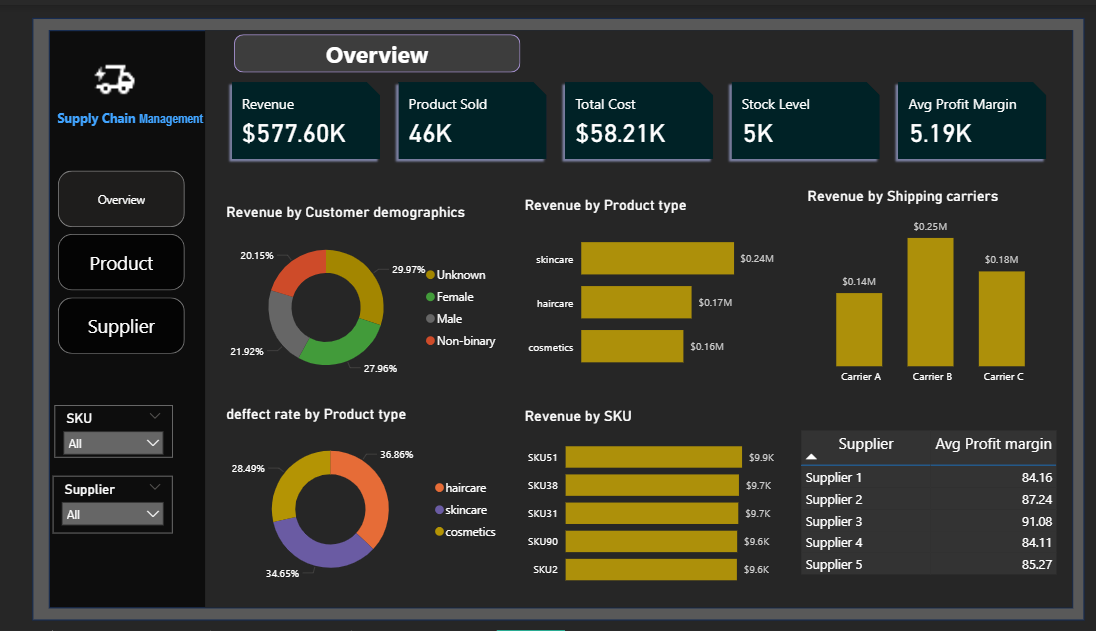 Overview
Supply Chain Management
Overview
Product
Supplier
SKU
All
Supplier
All
Revenue
$577.60K
Product Sold
46K
Total Cost
$58.21K
Stock Level
5K
Avg Profit Margin
5.19K
Revenue by Customer demographics
20.15%
29.97%
21.92%
27.96%
Unknown
Female
Male
Non-binary
Revenue by Product type
skincare $0.24M
haircare $0.17M
cosmetics $0.16M
Revenue by Shipping carriers
$0.14M
$0.25M
$0.18M
Carrier A Carrier B Carrier C
deffect rate by Product type
28.49%
36.86%
34.65%
haircare
skincare
cosmetics
Revenue by SKU
SKU51 $9.9K
SKU38 $9.7K
SKU31 $9.7K
SKU90 $9.6K
SKU2 $9.6K
Supplier Avg Profit margin
Supplier 1 84.16
Supplier 2 87.24
Supplier 3 91.08
Supplier 4 84.11
Supplier 5 85.27